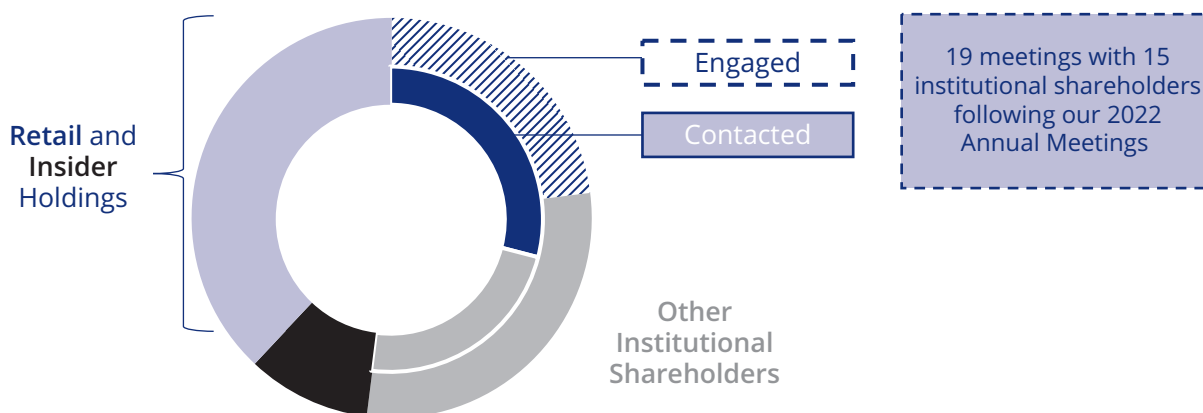 Retail and
Insider
Holdings
Engaged
Contacted
19 meetings with 15
institutional shareholders
following our 2022
Annual Meetings
Other
Institutional
Shareholders